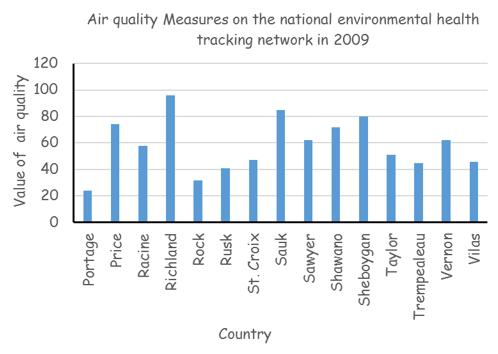 Air quality Measures on the national environmental health
tracking network in 2009
Value of air quality
120
100
80
60
40
20
0
Portage
Price
Racine
Richland
Rock
Rusk
St. Croix
Sauk
Sawyer
Shawano
Sheboygan
Taylor
Trempealeau
Vernon
Vilas
Country